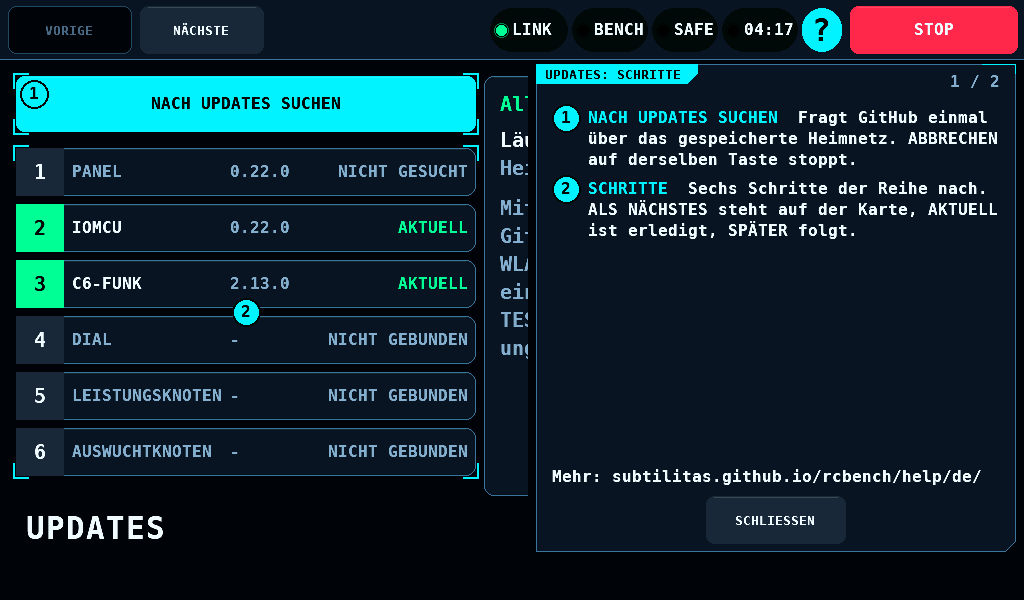 VORIGE
NÄCHSTE
LINK
BENCH
SAFE
04:17
?
STOP
1
NACH UPDATES SUCHEN
1 PANEL 0.22.0 NICHT GESUCHT
2 IOMCU 0.22.0 AKTUELL
3 C6-FUNK 2.13.0 AKTUELL
2
4 DIAL - NICHT GEBUNDEN
5 LEISTUNGSKNOTEN - NICHT GEBUNDEN
6 AUSWUCHTKNOTEN - NICHT GEBUNDEN
UPDATES
UPDATES: SCHRITTE
1 / 2
1 NACH UPDATES SUCHEN Fragt GitHub einmal
über das gespeicherte Heimnetz. ABBRECHEN
auf derselben Taste stoppt.
2 SCHRITTE Sechs Schritte der Reihe nach.
ALS NÄCHSTES steht auf der Karte, AKTUELL
ist erledigt, SPÄTER folgt.
Mehr: subtilitas.github.io/rcbench/help/de/
SCHLIESSEN